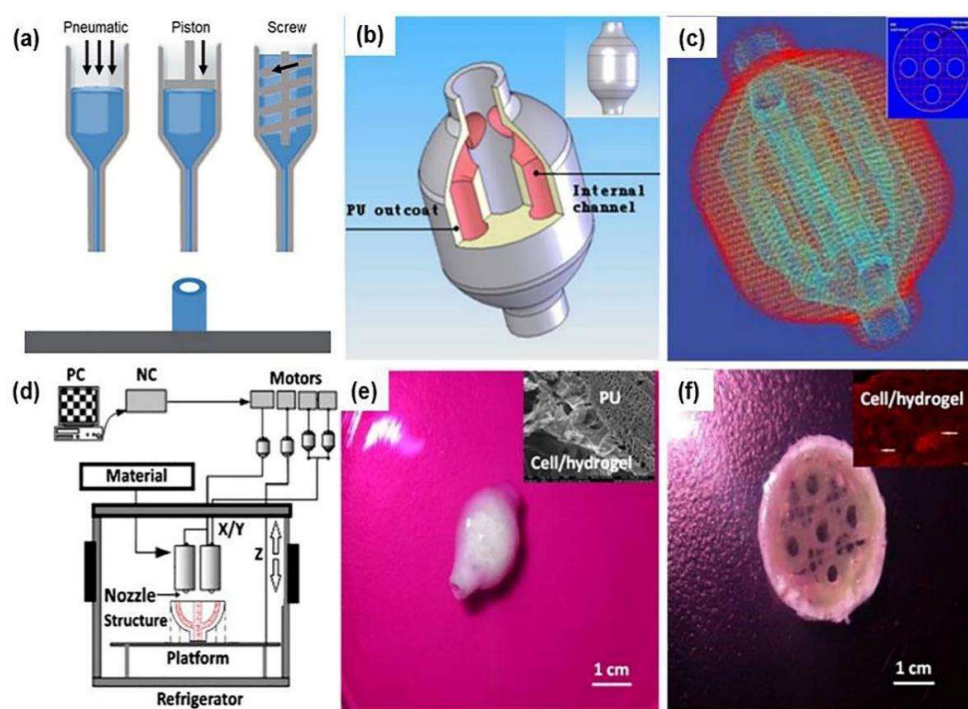 (a)
Pneumatic
Piston
Screw
(b)
PU outcoat
Internal
channel
(c)
(d)
PC
NC
Motors
Material
X/Y
Z
Nozzle
Structure
Platform
Refrigerator
(e)
PU
Cell/hydrogel
1 cm
(f)
Cell/hydrogel
1 cm